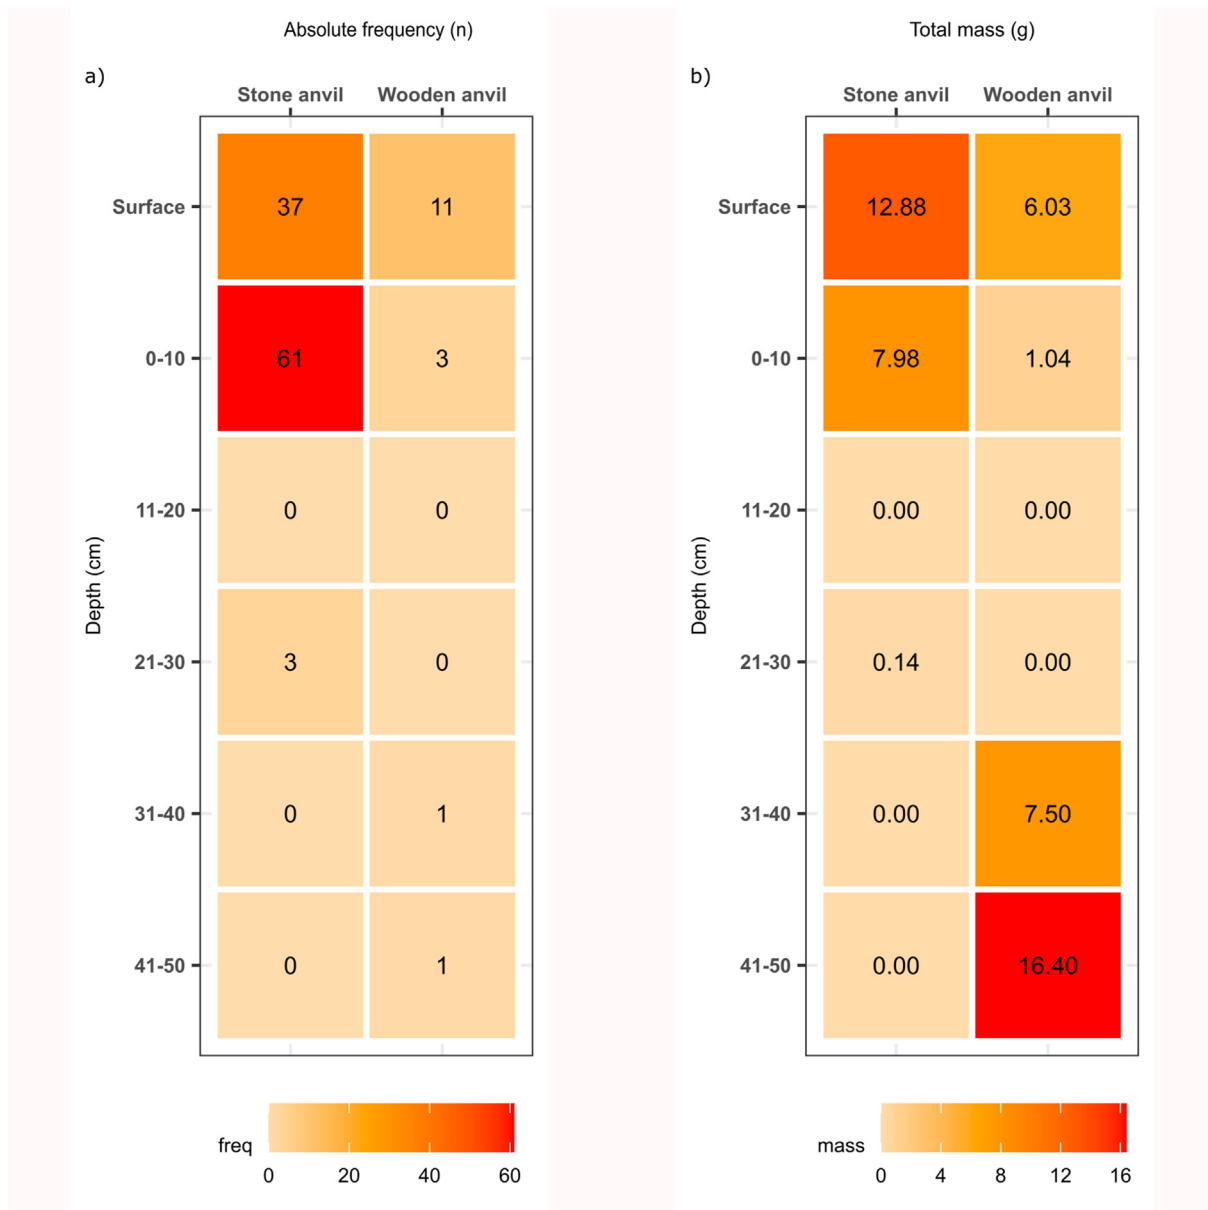 Absolute frequency (n)
a)
Stone anvil Wooden anvil
Surface 37 11
0-10 61 3
11-20 0 0
Depth (cm)
21-30 3 0
31-40 0 1
41-50 0 1
freq
0 20 40 60
Total mass (g)
b)
Stone anvil Wooden anvil
Surface 12.88 6.03
0-10 7.98 1.04
11-20 0.00 0.00
Depth (cm)
21-30 0.14 0.00
31-40 0.00 7.50
41-50 0.00 16.40
mass
0 4 8 12 16